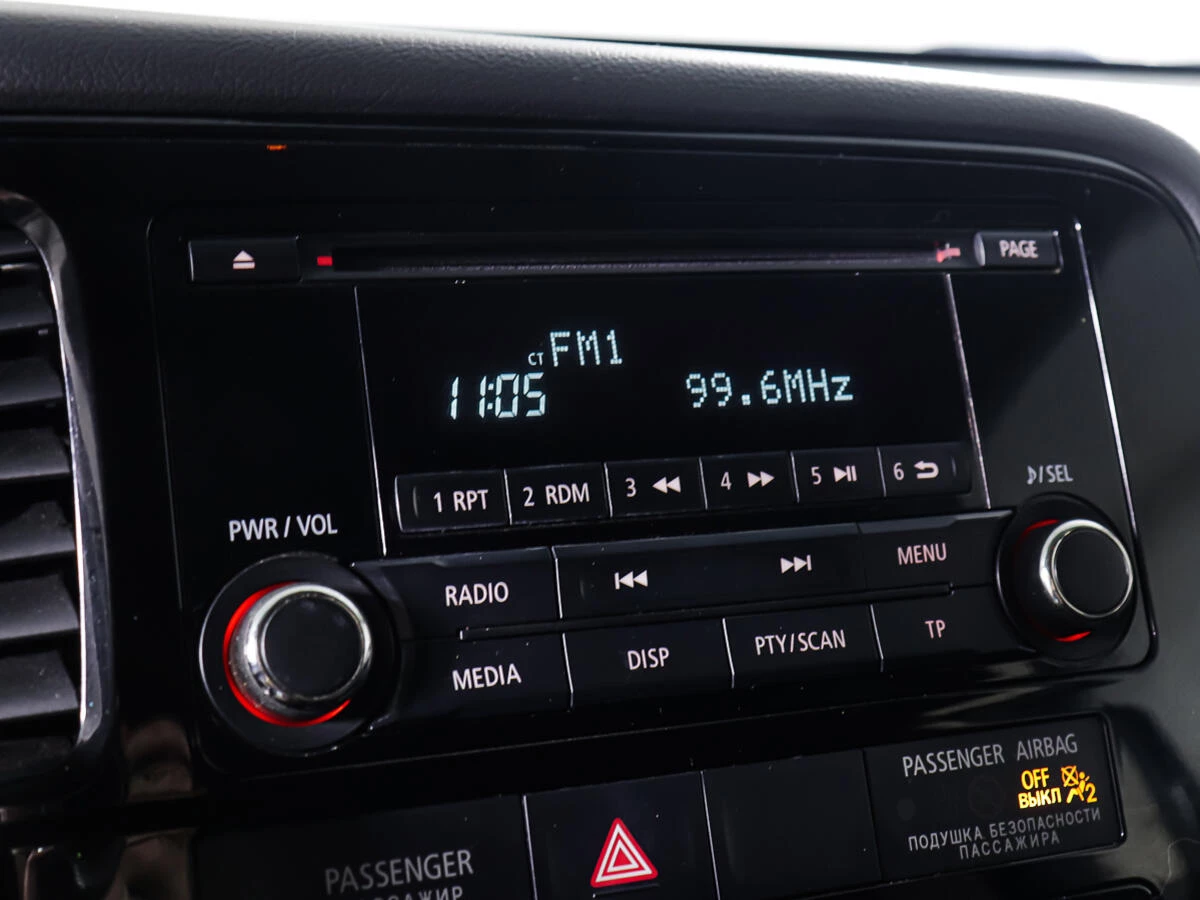 PAGE
CT FM1
11:05 99.6MHz
1 RPT 2 RDM 3 4 5 6
PWR / VOL
/SEL
RADIO MENU
MEDIA DISP PTY/SCAN TP
PASSENGER AIRBAG
OFF
ВЫКЛ 2
ПОДУШКА БЕЗОПАСНОСТИ
ПАССАЖИРА
PASSENGER